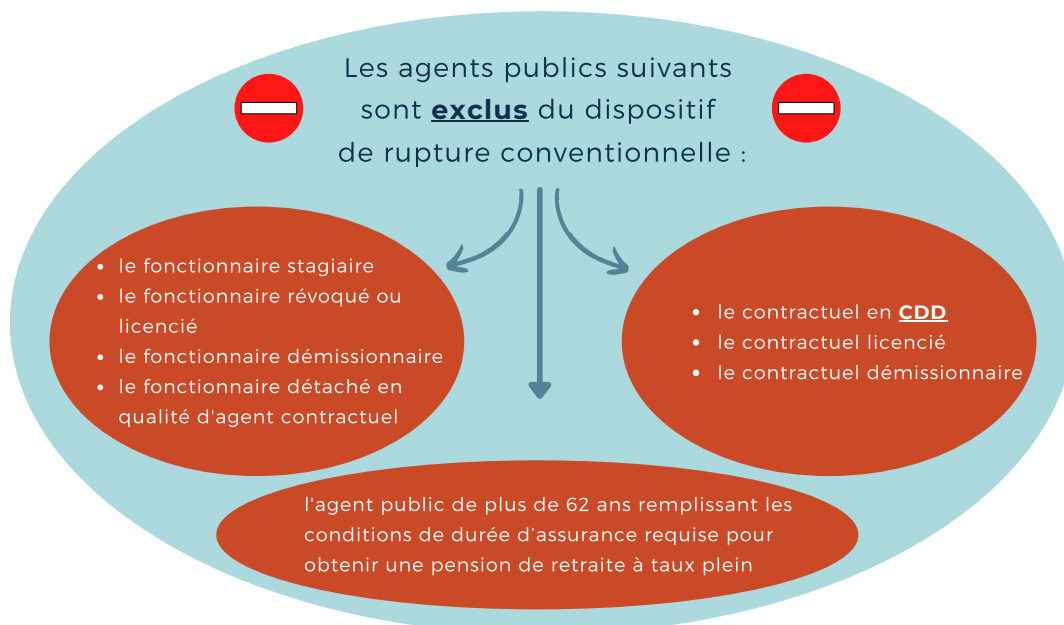 Les agents publics suivants
sont exclus du dispositif
de rupture conventionnelle :
• le fonctionnaire stagiaire
• le fonctionnaire révoqué ou
licencié
• le fonctionnaire démissionnaire
• le fonctionnaire détaché en
qualité d'agent contractuel
• le contractuel en CDD
• le contractuel licencié
• le contractuel démissionnaire
l'agent public de plus de 62 ans remplissant les
conditions de durée d’assurance requise pour
obtenir une pension de retraite à taux plein